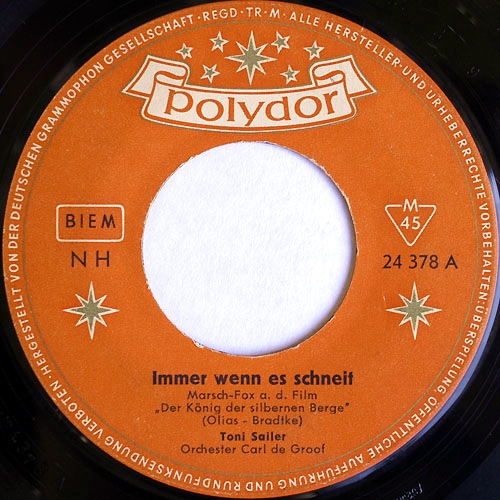 HERGESTELLT VON DER DEUTSCHEN GRAMMOPHON GESELLSCHAFT · REGD · TR · M · ALLE HERSTELLER- UND URHEBERRECHTE VORBEHALTEN · ÜBERSPIELUNG, ÖFFENTLICHE AUFFÜHRUNG UND RUNDFUNKSENDUNG VERBOTEN ·
Polydor
BIEM
NH
M
45
24 378 A
Immer wenn es schneit
Marsch-Fox a. d. Film
„Der König der silbernen Berge"
(Olias - Bradtke)
Toni Sailer
Orchester Carl de Groof